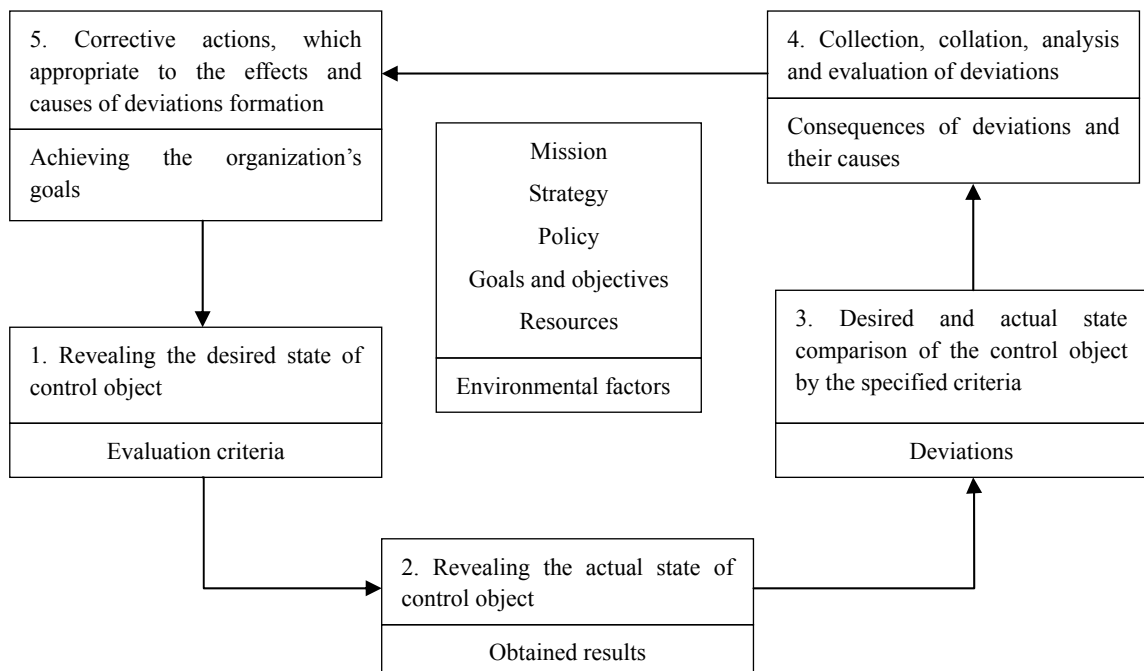 5. Corrective actions, which
appropriate to the effects and
causes of deviations formation
Achieving the organization's
goals
4. Collection, collation, analysis
and evaluation of deviations
Consequences of deviations and
their causes
Mission
Strategy
Policy
Goals and objectives
Resources
Environmental factors
1. Revealing the desired state of
control object
Evaluation criteria
3. Desired and actual state
comparison of the control object
by the specified criteria
Deviations
2. Revealing the actual state of
control object
Obtained results